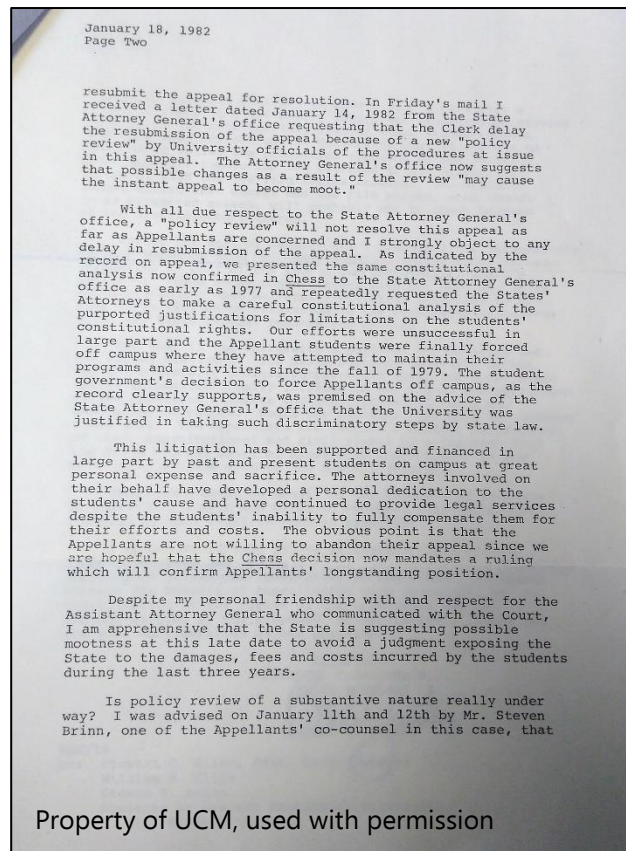 January 18, 1982
Page Two
resubmit the appeal for resolution. In Friday's mail I
received a letter dated January 14, 1982 from the State
Attorney General's office requesting that the Clerk delay
the resubmission of the appeal because of a new "policy
review" by University officials of the procedures at issue
in this appeal. The Attorney General's office now suggests
that possible changes as a result of the review "may cause
the instant appeal to become moot."
With all due respect to the State Attorney General's
office, a "policy review" will not resolve this appeal as
far as Appellants are concerned and I strongly object to any
delay in resubmission of the appeal. As indicated by the
record on appeal, we presented the same constitutional
analysis now confirmed in Chess to the State Attorney General's
office as early as 1977 and repeatedly requested the States'
Attorneys to make a careful constitutional analysis of the
purported justifications for limitations on the students'
constitutional rights. Our efforts were unsuccessful in
large part and the Appellant students were finally forced
off campus where they have attempted to maintain their
programs and activities since the fall of 1979. The student
government's decision to force Appellants off campus, as the
record clearly supports, was premised on the advice of the
State Attorney General's office that the University was
justified in taking such discriminatory steps by state law.
This litigation has been supported and financed in
large part by past and present students on campus at great
personal expense and sacrifice. The attorneys involved on
their behalf have developed a personal dedication to the
students' cause and have continued to provide legal services
despite the students' inability to fully compensate them for
their efforts and costs. The obvious point is that the
Appellants are not willing to abandon their appeal since we
are hopeful that the Chess decision now mandates a ruling
which will confirm Appellants' longstanding position.
Despite my personal friendship with and respect for the
Assistant Attorney General who communicated with the Court,
I am apprehensive that the State is suggesting possible
mootness at this late date to avoid a judgment exposing the
State to the damages, fees and costs incurred by the students
during the last three years.
Is policy review of a substantive nature really under
way? I was advised on January 11th and 12th by Mr. Steven
Brinn, one of the Appellants' co-counsel in this case, that
Property of UCM, used with permission